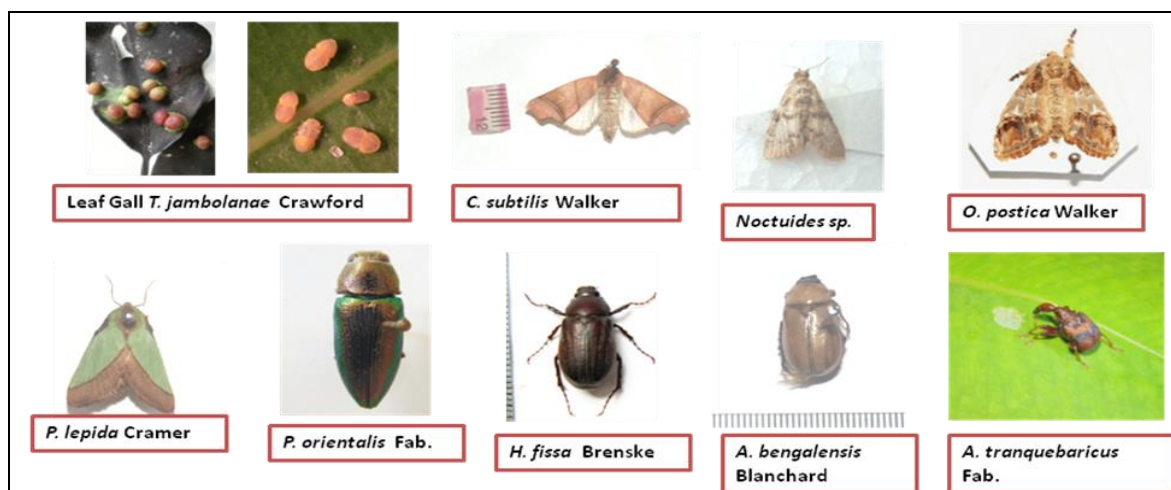 12
Leaf Gall T. jambolanae Crawford
C. subtilis Walker
Noctuides sp.
O. postica Walker
P. lepida Cramer
P. orientalis Fab.
H. fissa Brenske
A. bengalensis
Blanchard
A. tranquebaricus
Fab.